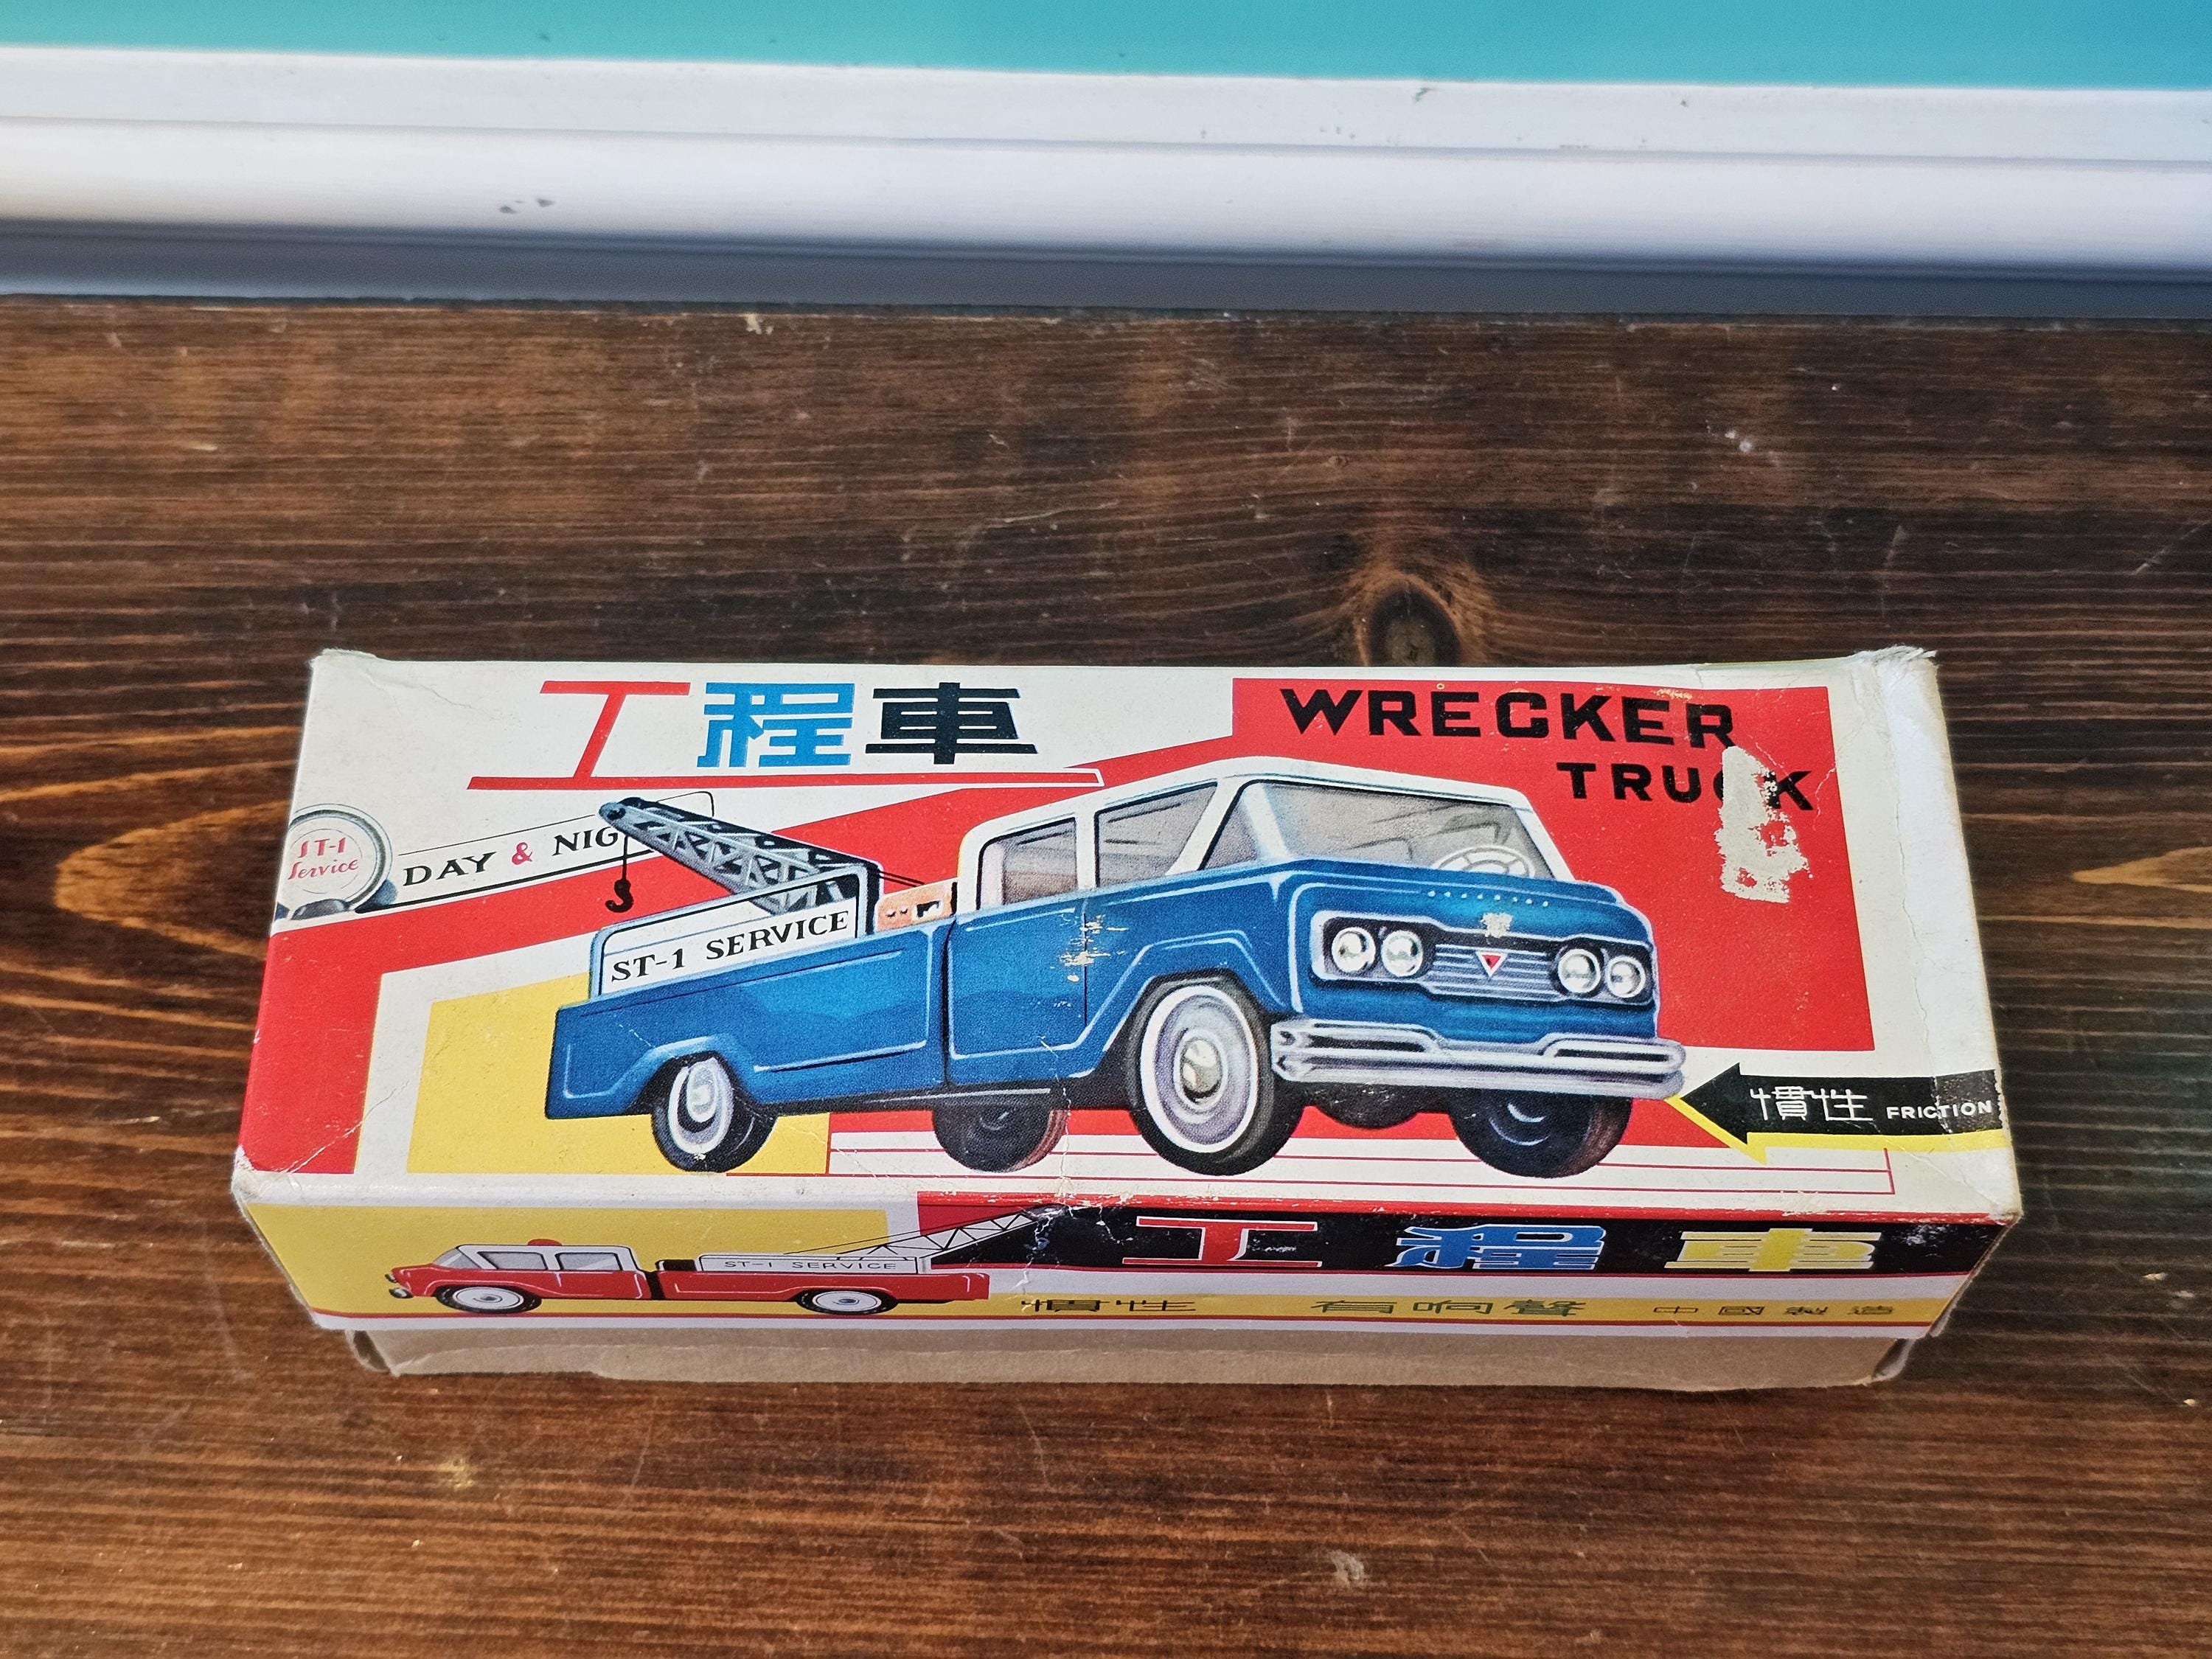 工程車
WRECKER
TRUCK
ST-1
Service
DAY & NIG
ST-1 SERVICE
慣性 FRICTION
工程車
ST-1 SERVICE
慣性 有响聲 中國製造